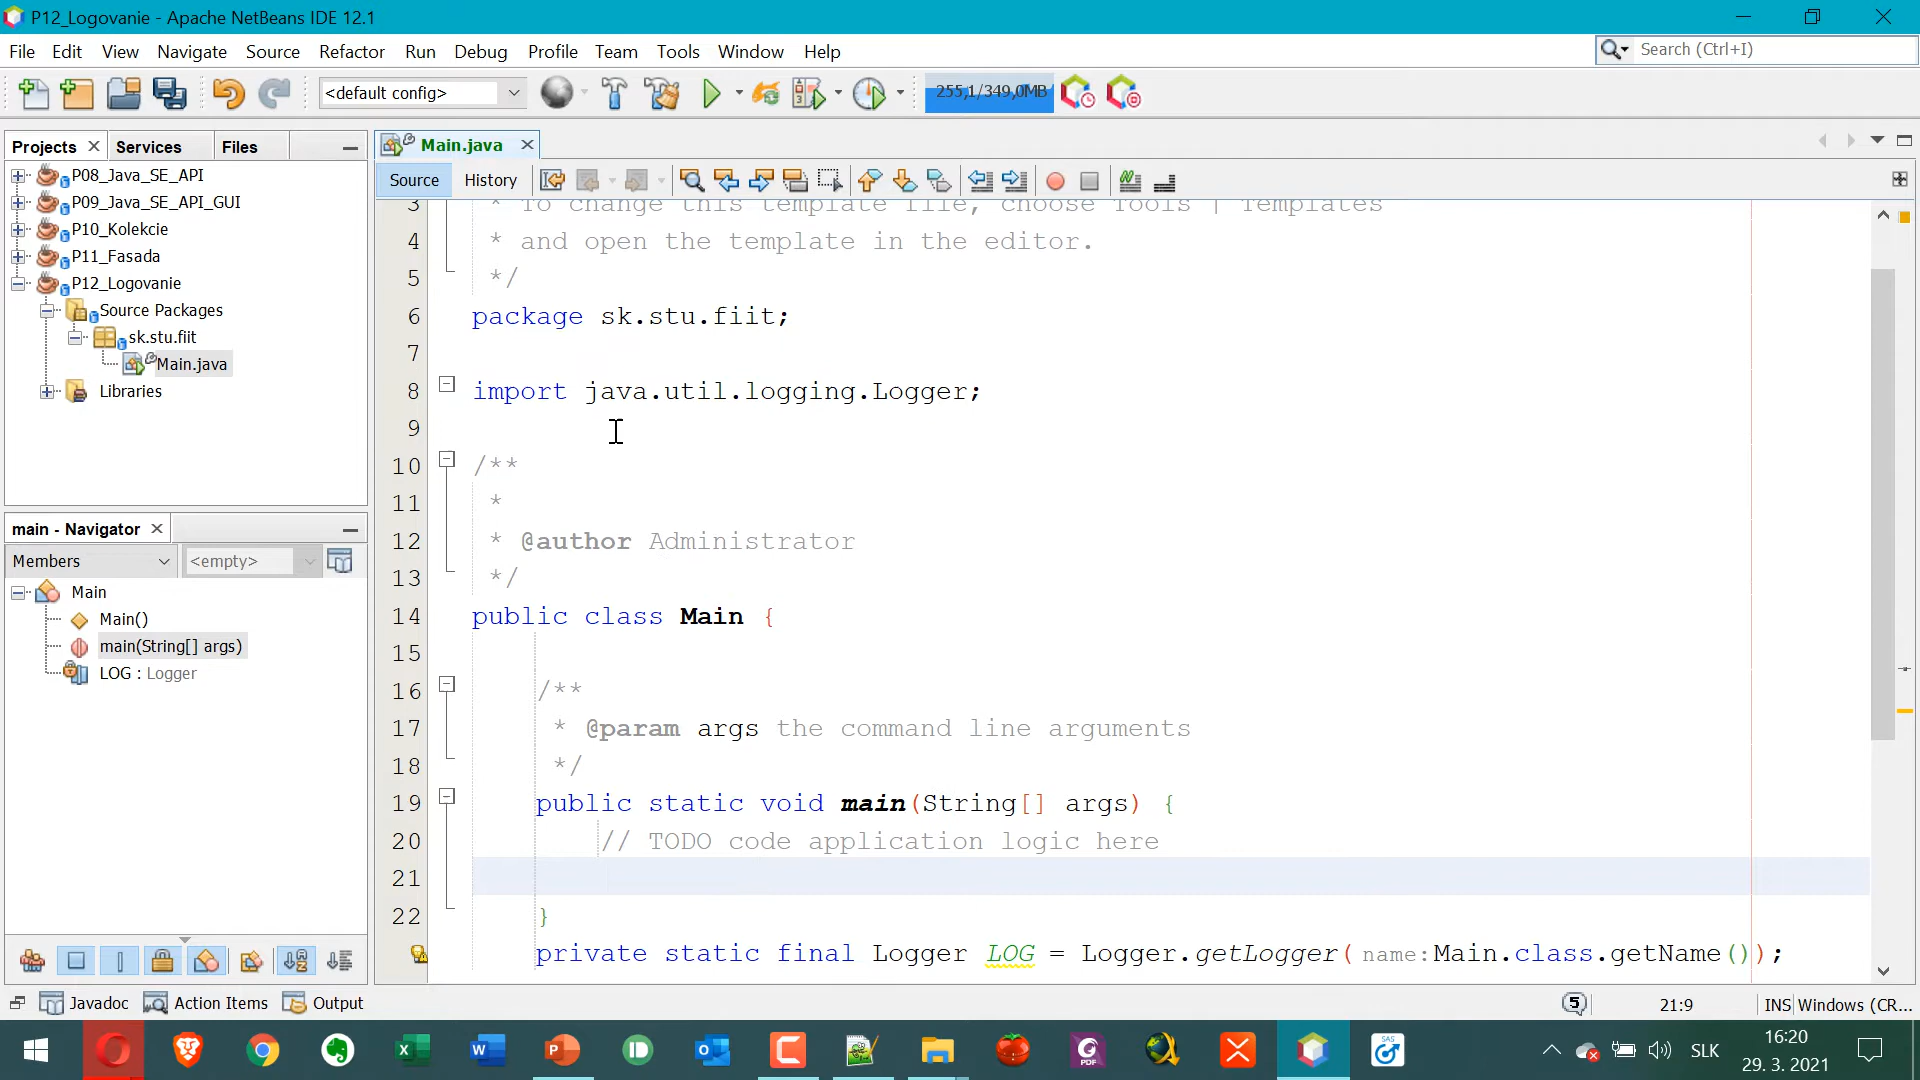 P12_Logovanie - Apache NetBeans IDE 12.1
File Edit View Navigate Source Refactor Run Debug Profile Team Tools Window Help
Search (Ctrl+I)
<default config>
255,1/349,0MB
Projects Services Files
P08_Java_SE_API
P09_Java_SE_API_GUI
P10_Kolekcie
P11_Fasada
P12_Logovanie
Source Packages
sk.stu.fiit
Main.java
Libraries
main - Navigator
Members <empty>
Main
Main()
main(String[] args)
LOG : Logger
Main.java
Source History
3 * To change this template file, choose Tools | Templates
4 * and open the template in the editor.
5 */
6 package sk.stu.fiit;
7
8 import java.util.logging.Logger;
9
10 /**
11 *
12 * @author Administrator
13 */
14 public class Main {
15
16 /**
17 * @param args the command line arguments
18 */
19 public static void main(String[] args) {
20 // TODO code application logic here
21
22 }
private static final Logger LOG = Logger.getLogger(name:Main.class.getName());
Javadoc Action Items Output
5 21:9 INS Windows (CR...
SLK
16:20
29. 3. 2021